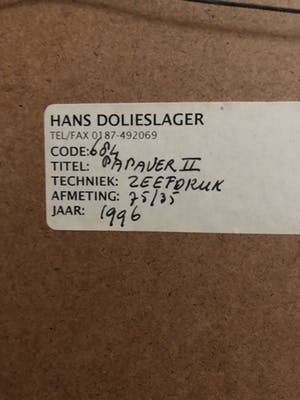 HANS DOLIESLAGER
TEL/FAX 0187-492069
CODE: 684
TITEL: PAPAVER II
TECHNIEK: ZEEFDRUK
AFMETING: 75/35
JAAR: 1996